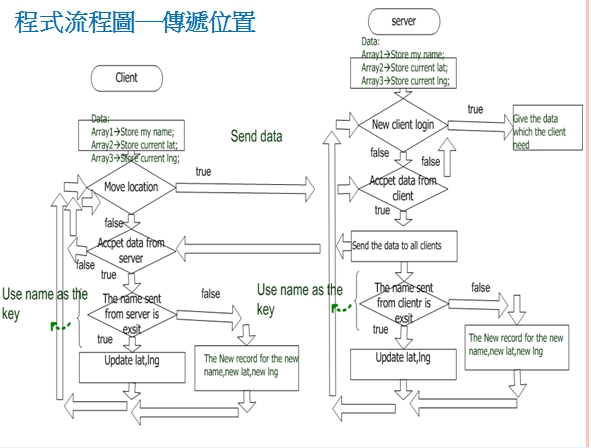 程式流程圖—傳遞位置
Client
Data:
Array1→Store my name;
Array2→Store current lat;
Array3→Store current lng;
Move location
true
Send data
false
Accpet data from
server
false
true
Use name as the
key
The name sent
from server is
exsit
false
true
Update lat,lng
The New record for the new
name,new lat,new lng
server
Data:
Array1→Store my name;
Array2→Store current lat;
Array3→Store current lng;
New client login
true
Give the data
which the client
need
false
false
Accpet data from
client
true
Send the data to all clients
Use name as the
key
The name sent
from clientr is
exsit
false
true
Update lat,lng
The New record for the new
name,new lat,new lng